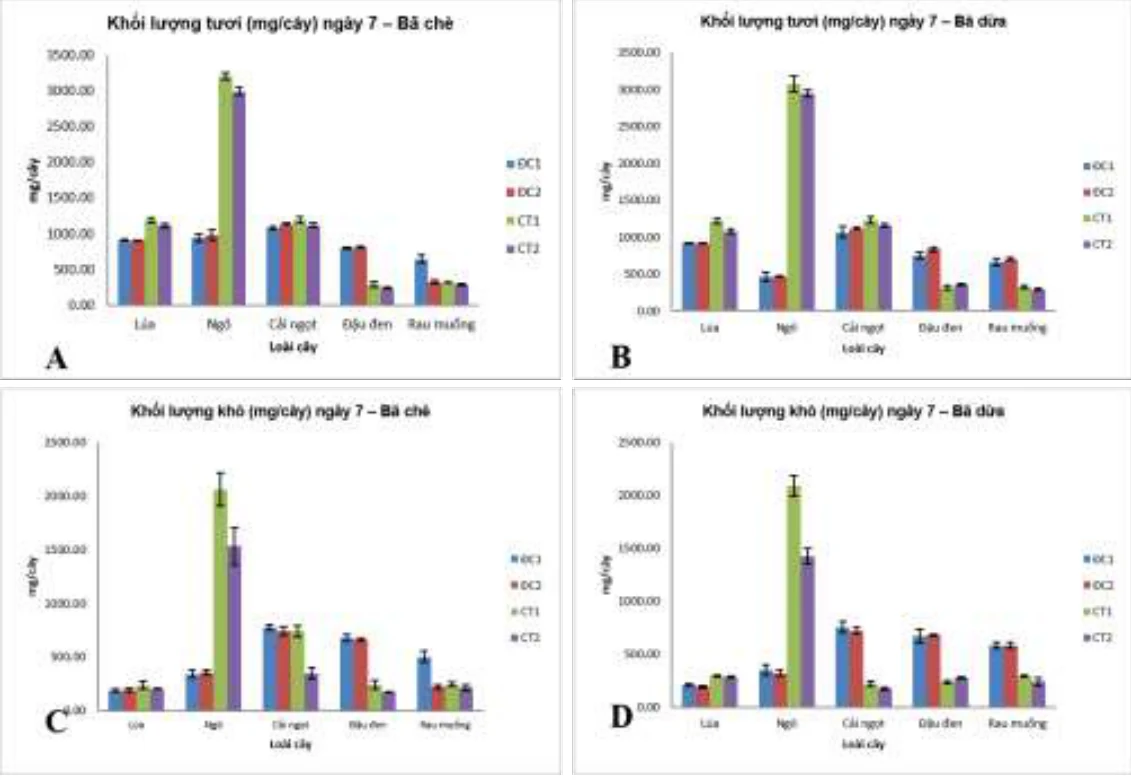 Khối lượng tươi (mg/cây) ngày 7 – Bã chè
3500.00
3000.00
2500.00
2000.00
1500.00
1000.00
500.00
0.00
mg/cây
Lúa Ngô Cải ngọt Đậu đen Rau muống
Loài cây
ĐC1
ĐC2
CT1
CT2
A
Khối lượng tươi (mg/cây) ngày 7 – Bã dừa
3500.00
3000.00
2500.00
2000.00
1500.00
1000.00
500.00
0.00
mg/cây
Lúa Ngô Cải ngọt Đậu đen Rau muống
Loài cây
ĐC1
ĐC2
CT1
CT2
B
Khối lượng khô (mg/cây) ngày 7 – Bã chè
2500.00
2000.00
1500.00
1000.00
500.00
0.00
mg/cây
Lúa Ngô Cải ngọt Đậu đen Rau muống
Loài cây
ĐC1
ĐC2
CT1
CT2
C
Khối lượng khô (mg/cây) ngày 7 – Bã dừa
2500.00
2000.00
1500.00
1000.00
500.00
0.00
mg/cây
Lúa Ngô Cải ngọt Đậu đen Rau muống
Loài cây
ĐC1
ĐC2
CT1
CT2
D